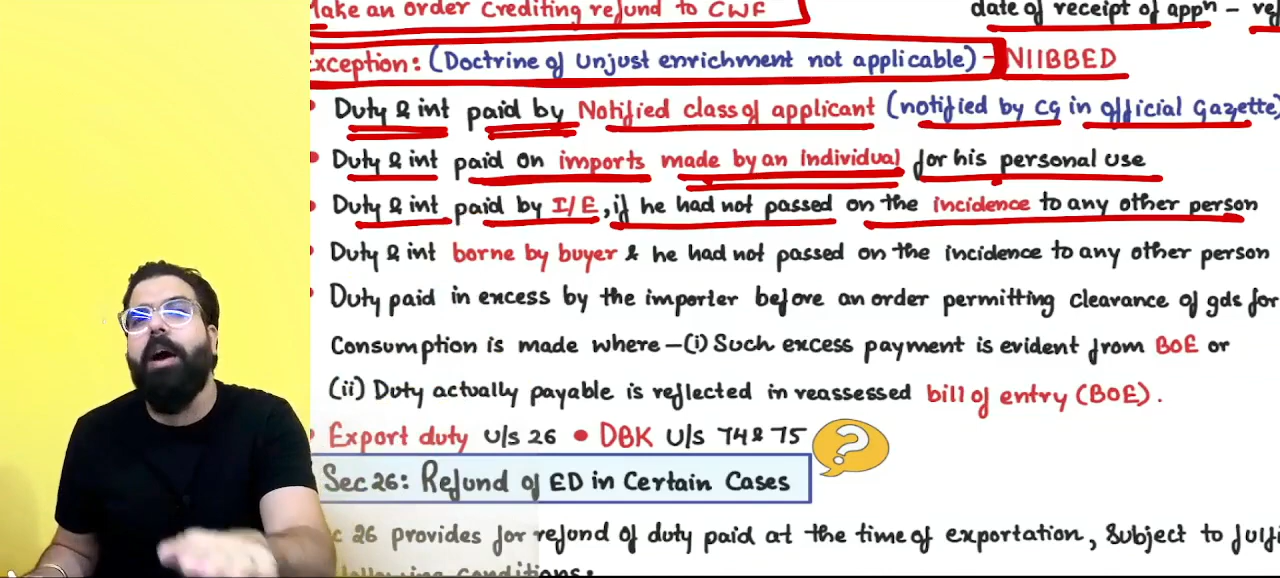 Make an order crediting refund to CWF
date of receipt of appⁿ –
Exception: (Doctrine of Unjust enrichment not applicable) – NIIBBED
• Duty & int paid by Notified class of applicant (notified by CG in official Gazette)
• Duty & int paid on imports made by an Individual for his personal use
• Duty & int paid by I/E, if he had not passed on the incidence to any other person
• Duty & int borne by buyer & he had not passed on the incidence to any other person
• Duty paid in excess by the importer before an order permitting clearance of gds for
Consumption is made where –(i) Such excess payment is evident from BOE or
(ii) Duty actually payable is reflected in reassessed bill of entry (BOE).
• Export duty u/s 26 • DBK U/s 74 & 75 ?
Sec 26: Refund of ED in Certain Cases
26 provides for refund of duty paid at the time of exportation, Subject to
following conditions: